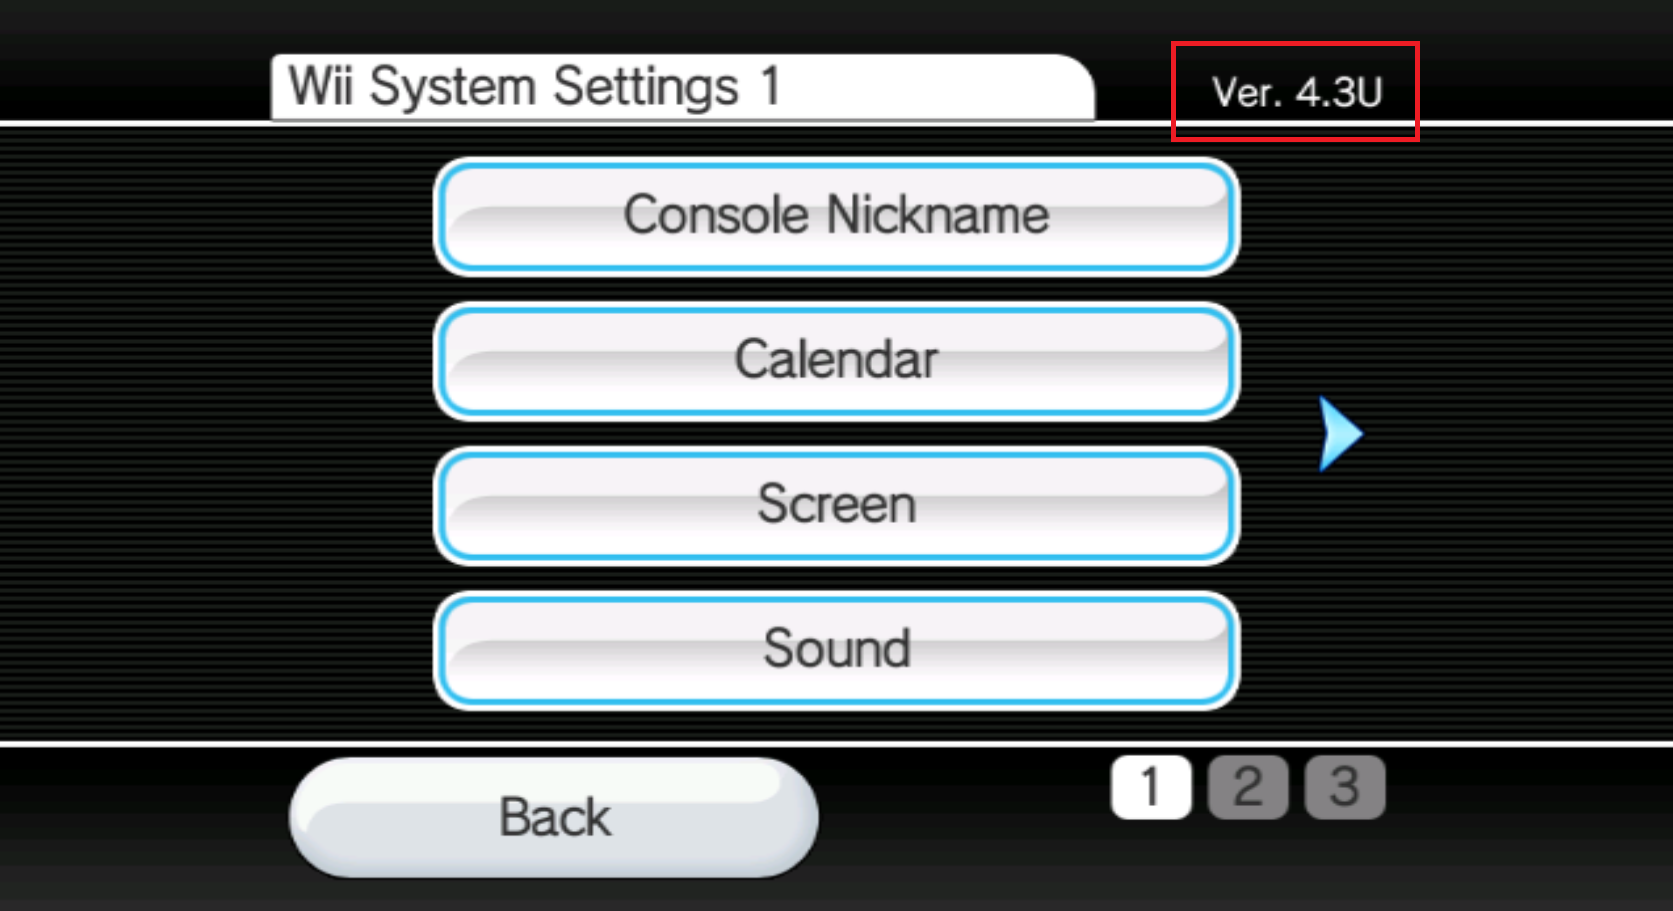 Wii System Settings 1
Ver. 4.3U
Console Nickname
Calendar
Screen
Sound
Back
1 2 3